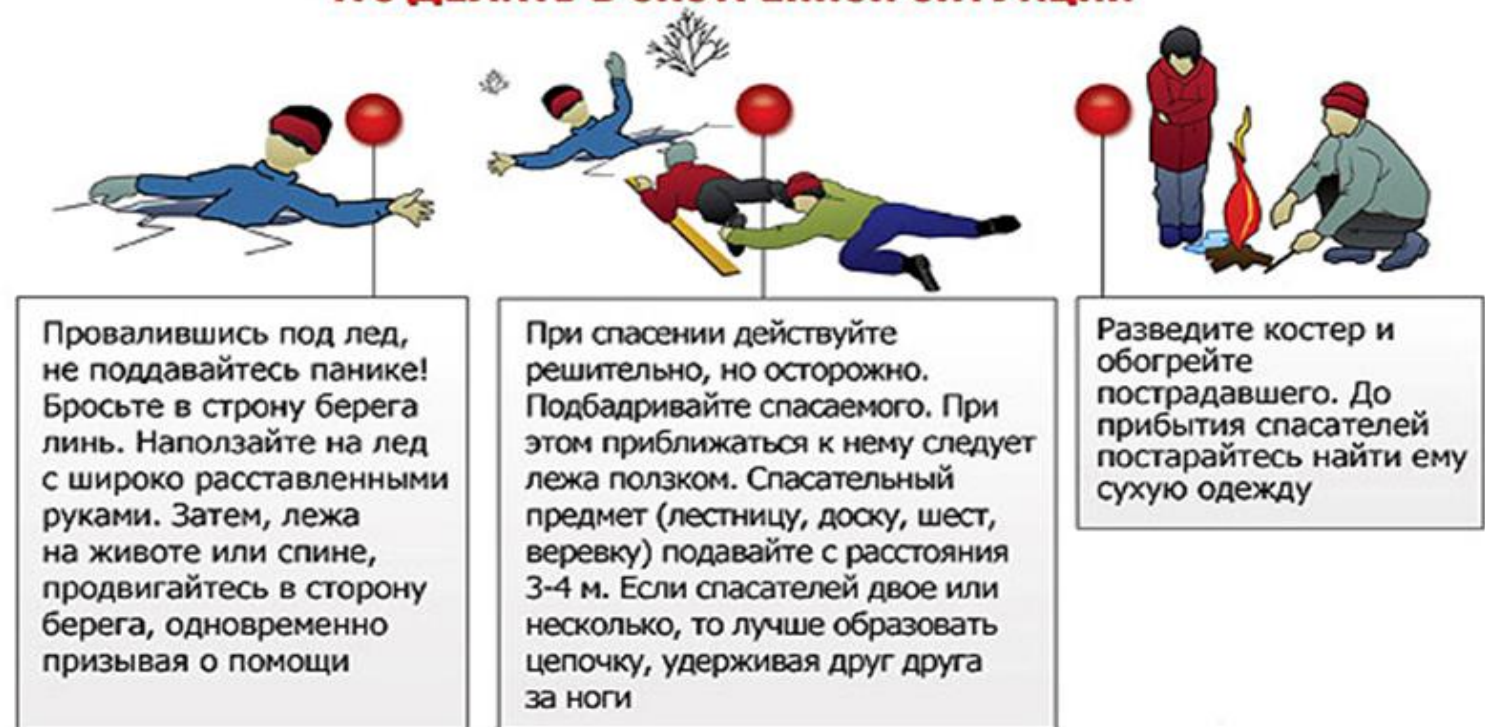 Провалившись под лед,
не поддавайтесь панике!
Бросьте в строну берега
линь. Наползайте на лед
с широко расставленными
руками. Затем, лежа
на животе или спине,
продвигайтесь в сторону
берега, одновременно
призывая о помощи
При спасении действуйте
решительно, но осторожно.
Подбадривайте спасаемого. При
этом приближаться к нему следует
лежа ползком. Спасательный
предмет (лестницу, доску, шест,
веревку) подавайте с расстояния
3-4 м. Если спасателей двое или
несколько, то лучше образовать
цепочку, удерживая друг друга
за ноги
Разведите костер и
обогрейте
пострадавшего. До
прибытия спасателей
постарайтесь найти ему
сухую одежду